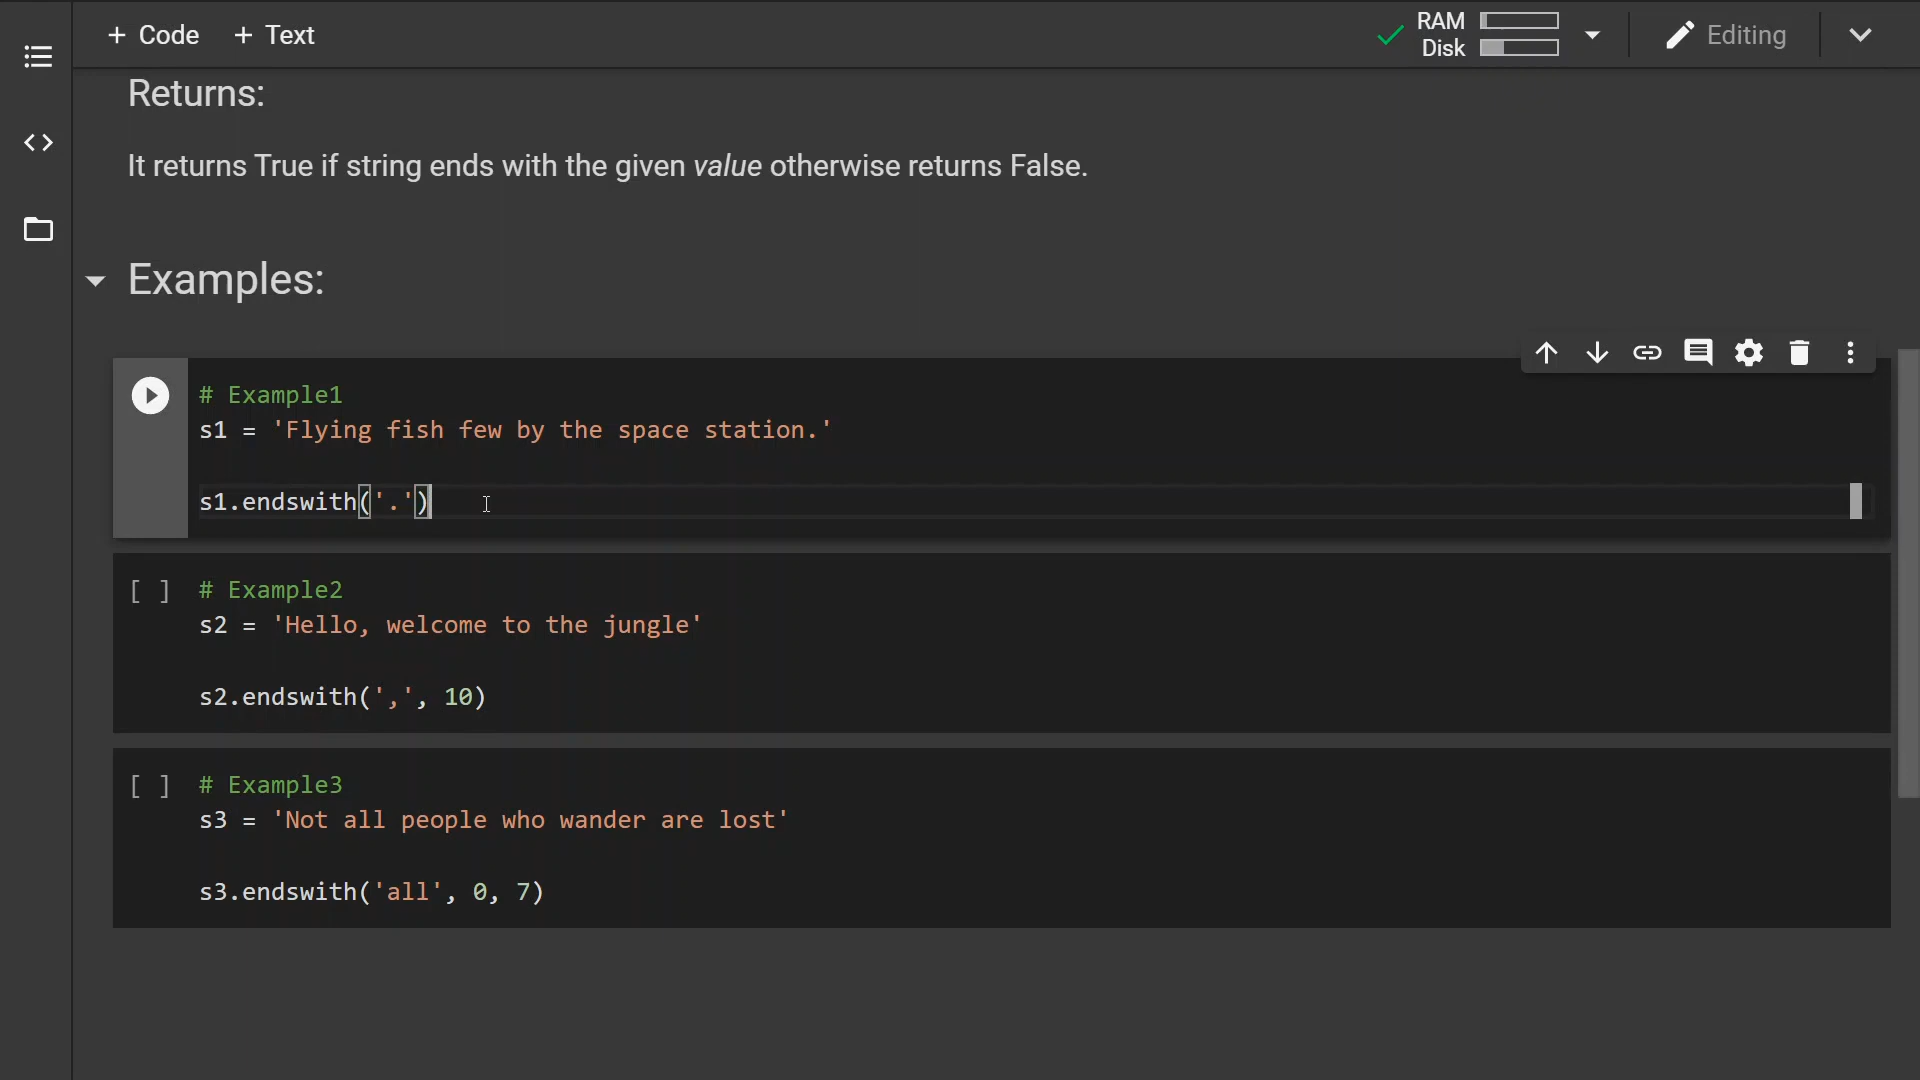 + Code + Text
RAM
Disk
Editing
Returns:
It returns True if string ends with the given value otherwise returns False.
Examples:
# Example1
s1 = 'Flying fish few by the space station.'
s1.endswith('.')
[ ] # Example2
s2 = 'Hello, welcome to the jungle'
s2.endswith(',', 10)
[ ] # Example3
s3 = 'Not all people who wander are lost'
s3.endswith('all', 0, 7)